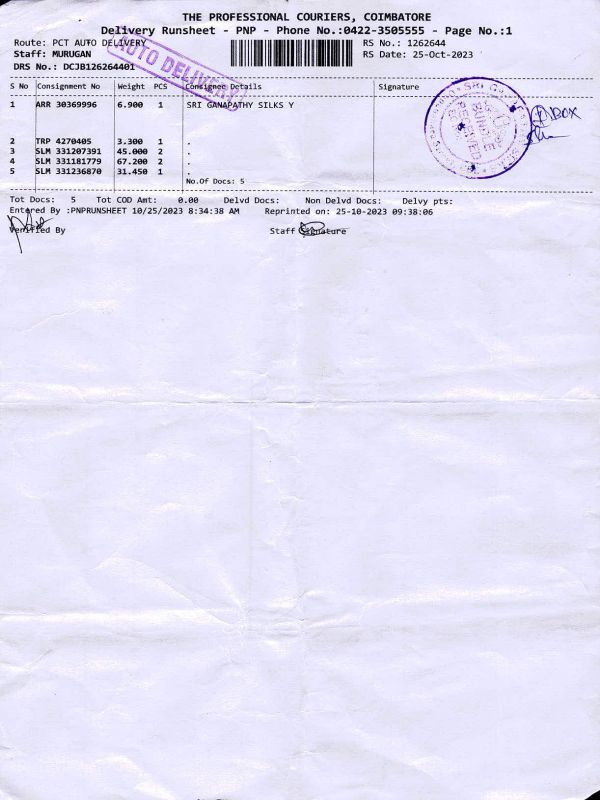 THE PROFESSIONAL COURIERS, COIMBATORE
Delivery Runsheet - PNP - Phone No.:0422-3505555 - Page No.:1
Route: PCT AUTO DELIVERY RS No.: 1262644
Staff: MURUGAN RS Date: 25-Oct-2023
DRS No.: DCJB126264401
AUTO DELIVERY
S No Consignment No Weight PCS Consignee Details Signature
1 ARR 30369996 6.900 1 SRI GANAPATHY SILKS Y
BOX
2 TRP 4270405 3.300 1 .
3 SLM 331207391 45.000 2 .
4 SLM 331181779 67.200 2 .
5 SLM 331236870 31.450 1 .
No.Of Docs: 5
Tot Docs: 5 Tot COD Amt: 0.00 Delvd Docs: Non Delvd Docs: Delvy pts:
Entered By :PNPRUNSHEET 10/25/2023 8:34:38 AM Reprinted on: 25-10-2023 09:38:06
Verified By Staff Signature